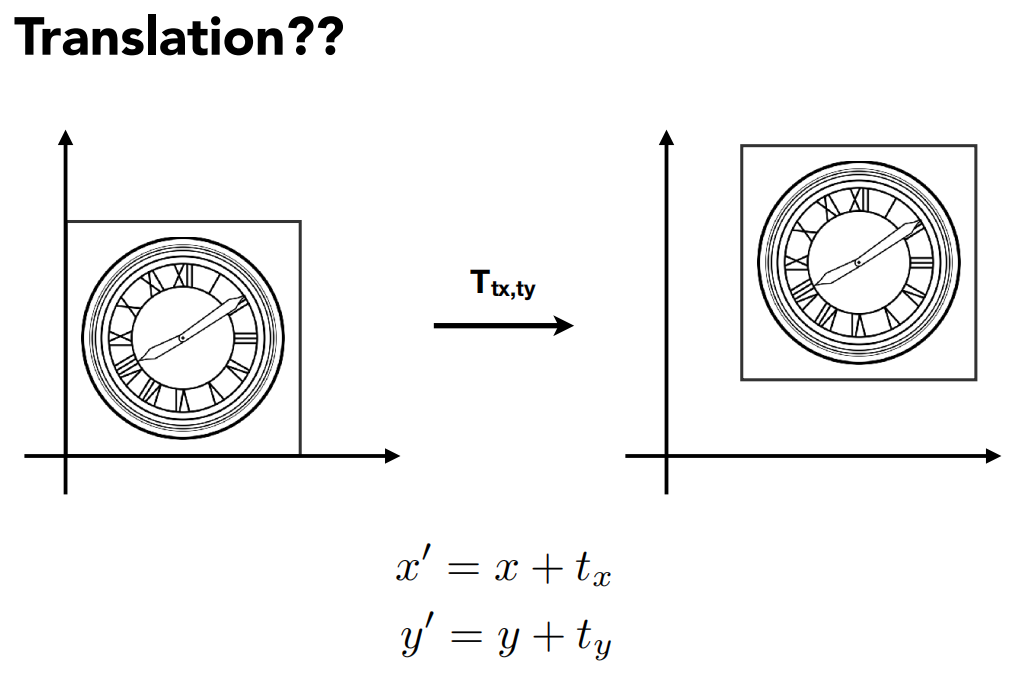 Translation??
Ttx,ty
x′ = x + tx
y′ = y + ty